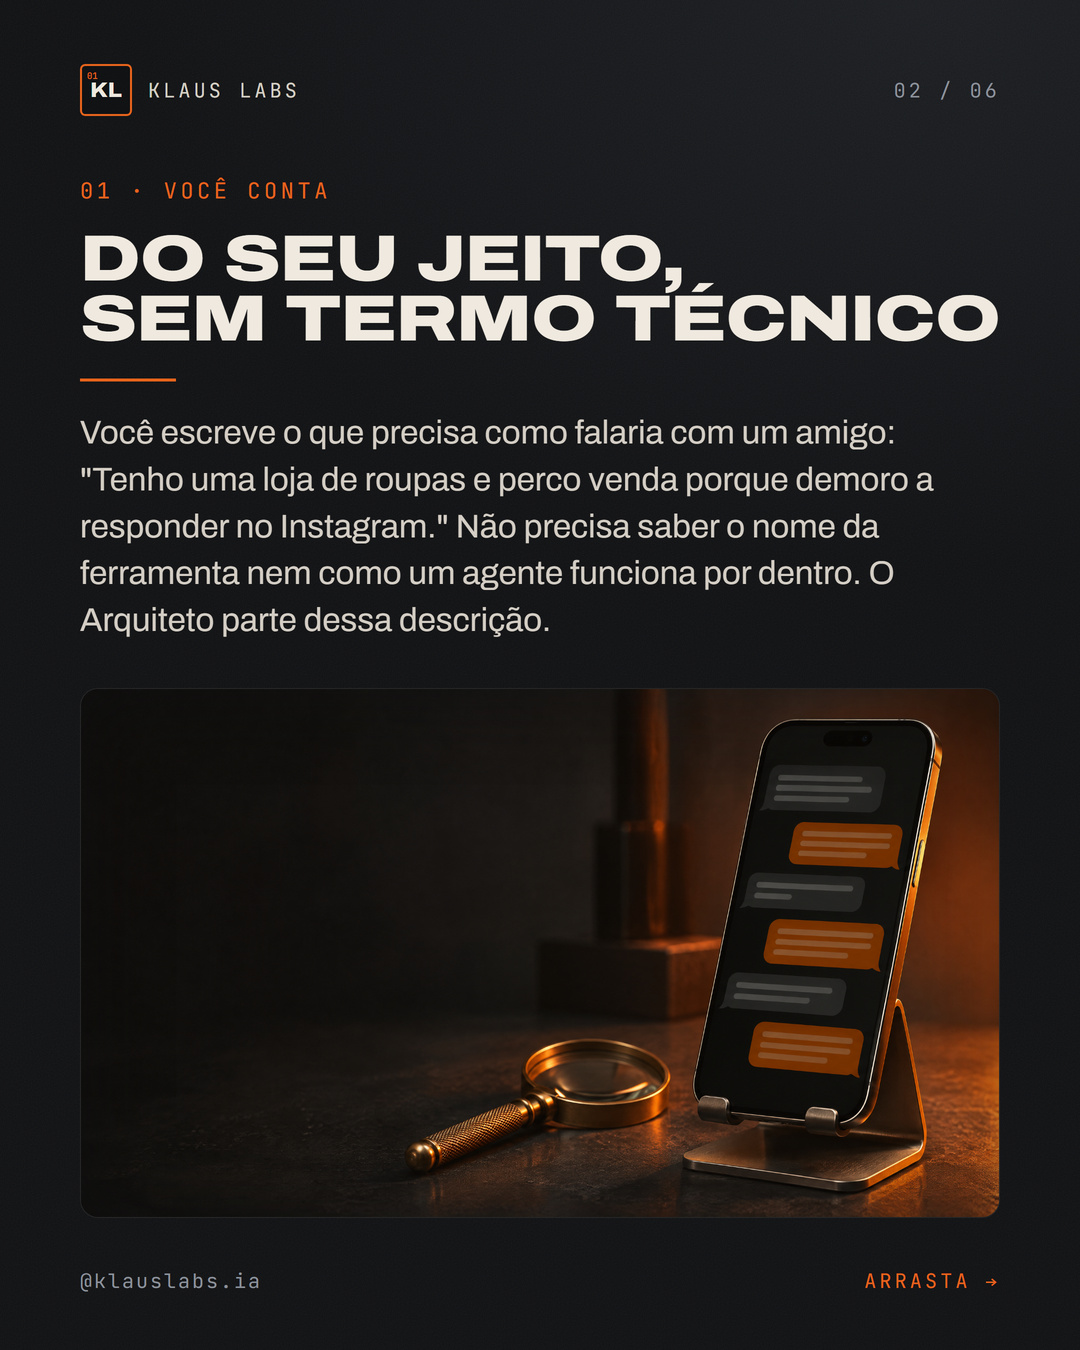 01
KL
KLAUS LABS
02 / 06
01 · VOCÊ CONTA
DO SEU JEITO,
SEM TERMO TÉCNICO
Você escreve o que precisa como falaria com um amigo:
"Tenho uma loja de roupas e perco venda porque demoro a
responder no Instagram." Não precisa saber o nome da
ferramenta nem como um agente funciona por dentro. O
Arquiteto parte dessa descrição.
@klauslabs.ia
ARRASTA →